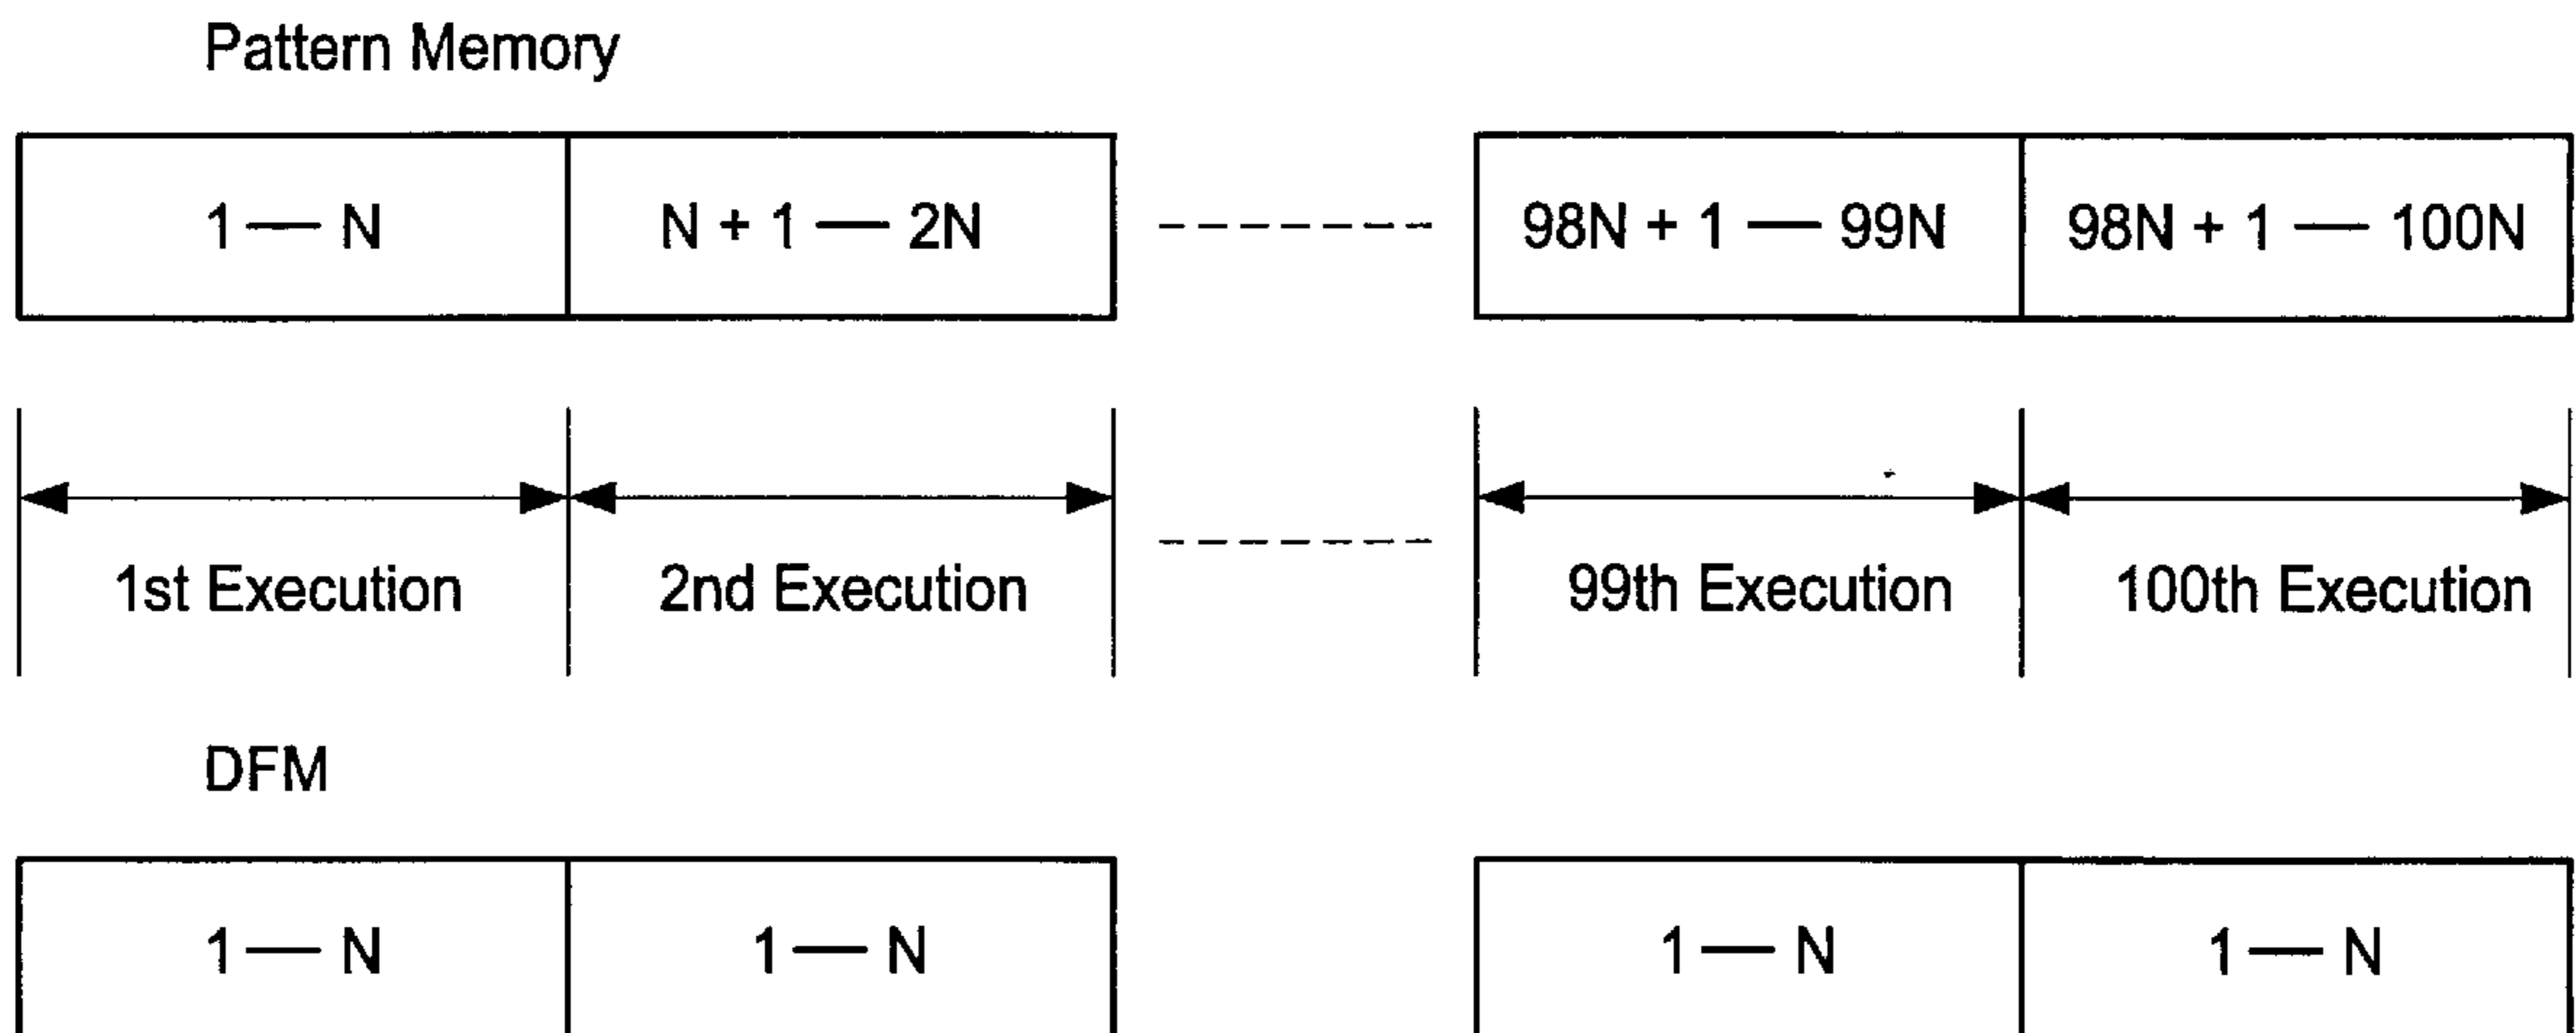 Pattern Memory
1 — N
N + 1 — 2N
98N + 1 — 99N
98N + 1 — 100N
1st Execution
2nd Execution
99th Execution
100th Execution
DFM
1 — N
1 — N
1 — N
1 — N